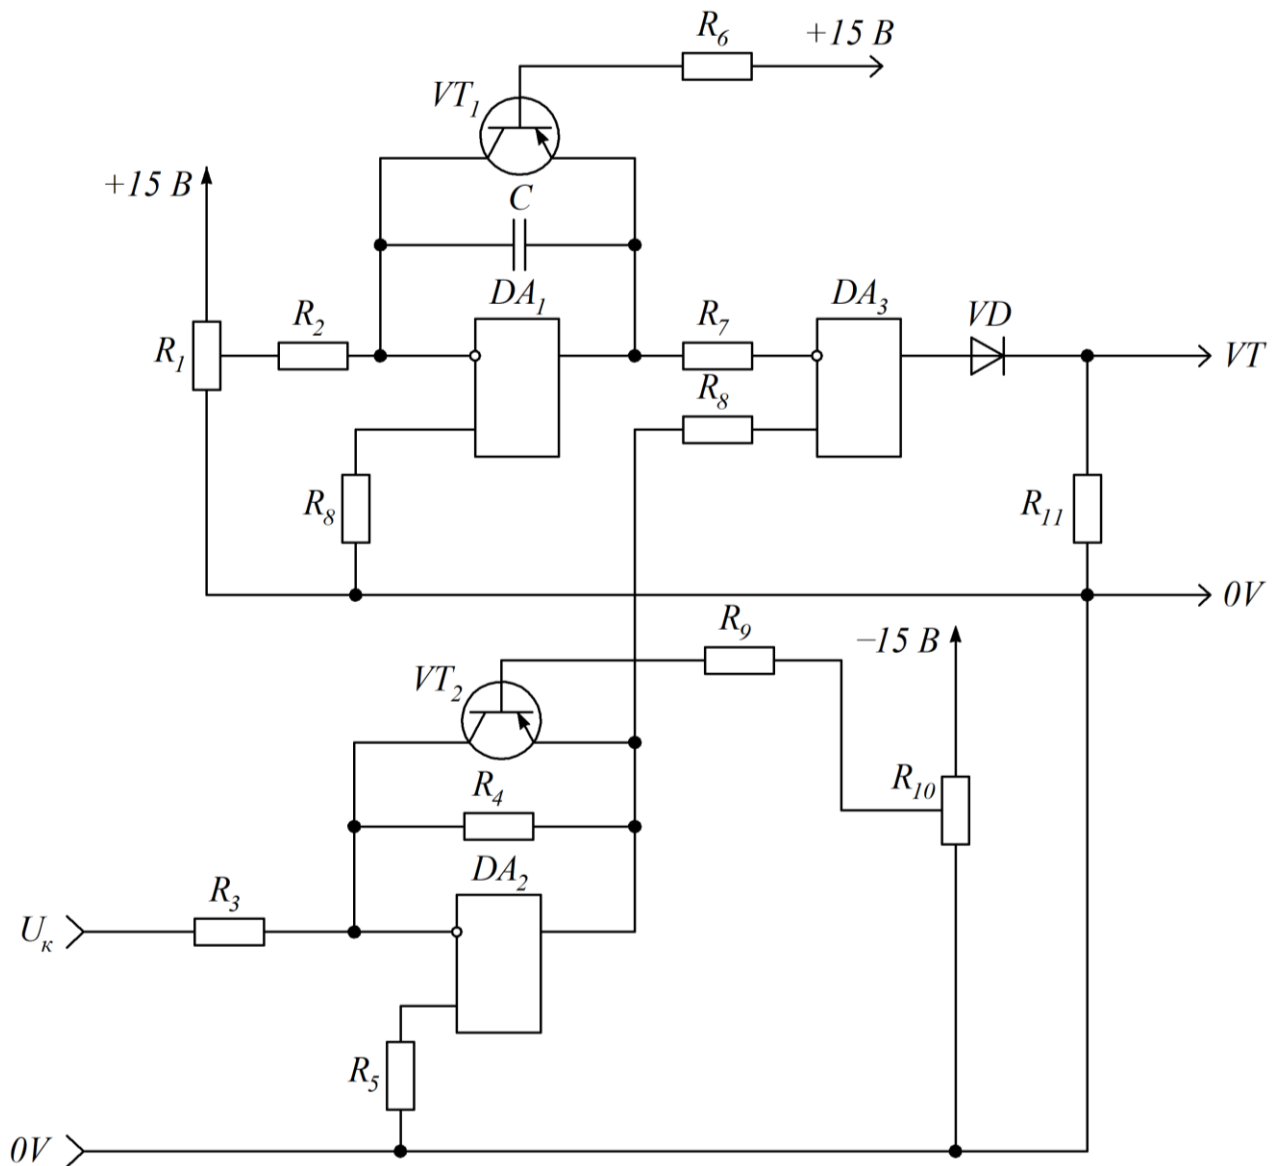 R₆
+15 В
VT₁
+15 В
C
DA₁
DA₃
R₂
R₇
VD
R₁
VT
R₈
R₈
R₁₁
0V
R₉
−15 В
VT₂
R₁₀
R₄
DA₂
R₃
Uₖ
R₅
0V